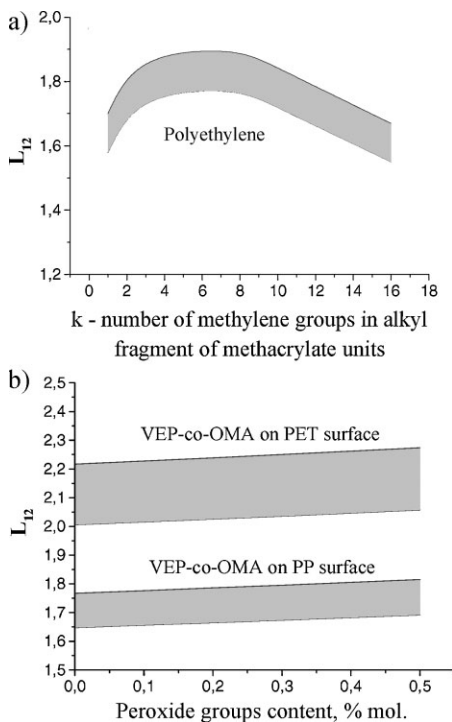 a)
2,0
1,8
1,6
1,4
1,2
L12
Polyethylene
0 2 4 6 8 10 12 14 16 18
k - number of methylene groups in alkyl
fragment of methacrylate units
b)
2,5
2,4
2,3
2,2
2,1
2,0
1,9
1,8
1,7
1,6
1,5
L12
VEP-co-OMA on PET surface
VEP-co-OMA on PP surface
0,0 0,1 0,2 0,3 0,4 0,5
Peroxide groups content, % mol.